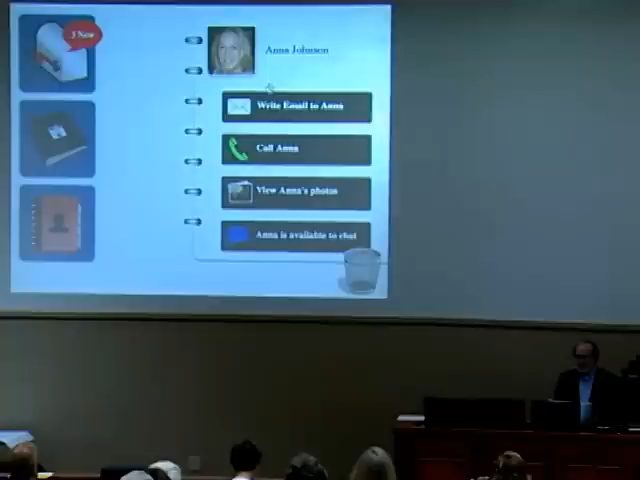 3 New
Anna Johnson
Write Email to Anna
Call Anna
View Anna's photos
Anna is available to chat